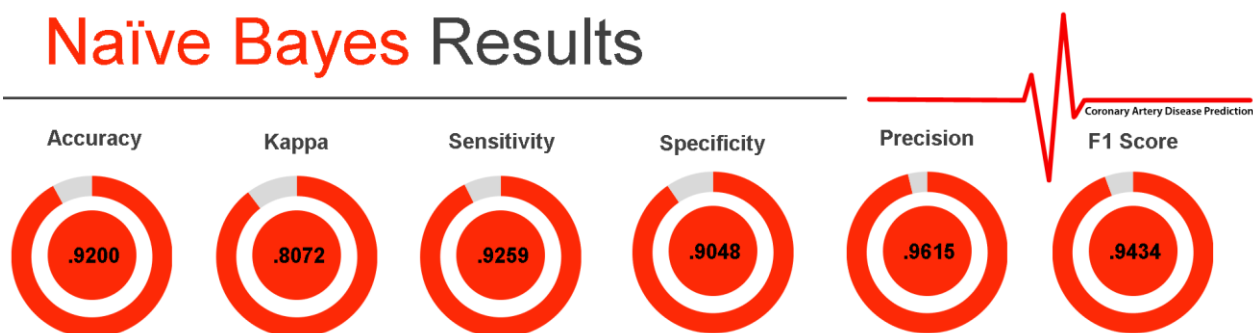 Naïve Bayes Results
Coronary Artery Disease Prediction
Accuracy
Kappa
Sensitivity
Specificity
Precision
F1 Score
.9200
.8072
.9259
.9048
.9615
.9434